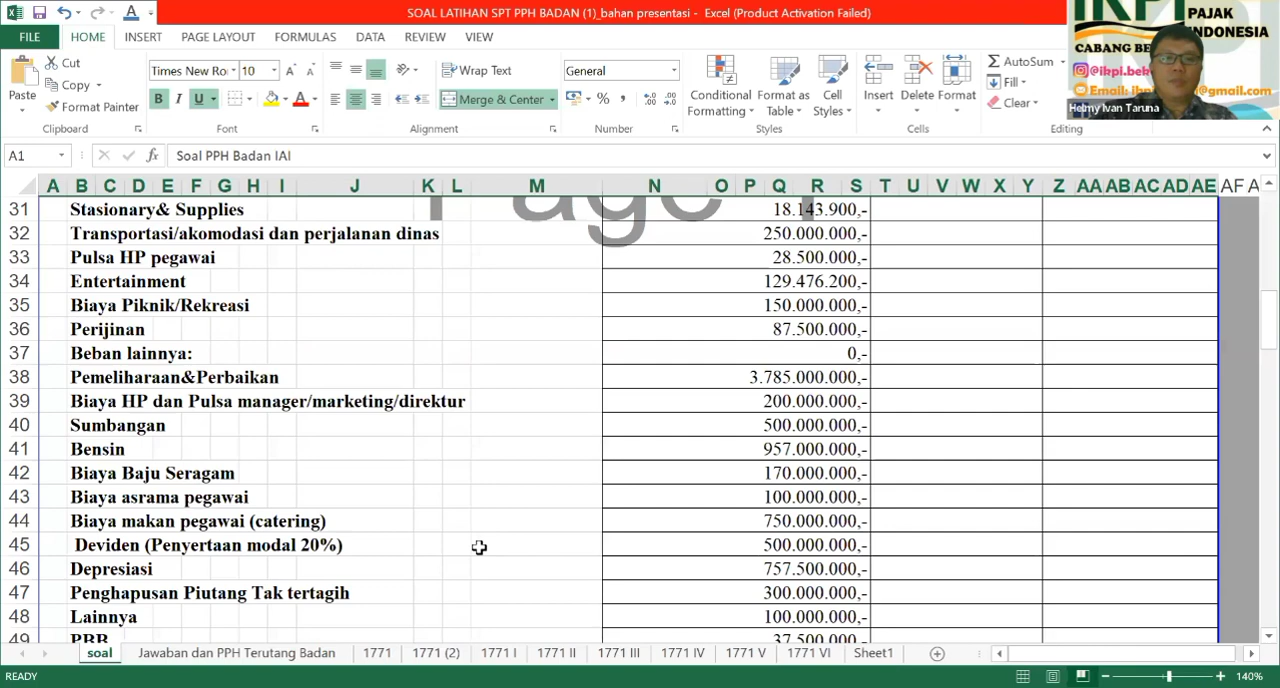 SOAL LATIHAN SPT PPH BADAN (1)_bahan presentasi - Excel (Product Activation Failed)
FILE HOME INSERT PAGE LAYOUT FORMULAS DATA REVIEW VIEW
Paste Cut Copy Format Painter
Times New Ro 10
B I U
Wrap Text
Merge & Center
General
Conditional Formatting Format as Table Cell Styles
Insert Delete Format
AutoSum
Fill
Clear
Clipboard Font Alignment Number Styles Cells Editing
PAJAK
INDONESIA
CABANG BE
@ikpi.bek
Email: ikp @gmail.com
Helmy Ivan Taruna
A1 fx Soal PPH Badan IAI
A B C D E F G H I J K L M N O P Q R S T U V W X Y Z AA AB AC AD AE AF A
Page 1
31 Stasionary& Supplies 18.143.900,-
32 Transportasi/akomodasi dan perjalanan dinas 250.000.000,-
33 Pulsa HP pegawai 28.500.000,-
34 Entertainment 129.476.200,-
35 Biaya Piknik/Rekreasi 150.000.000,-
36 Perijinan 87.500.000,-
37 Beban lainnya: 0,-
38 Pemeliharaan&Perbaikan 3.785.000.000,-
39 Biaya HP dan Pulsa manager/marketing/direktur 200.000.000,-
40 Sumbangan 500.000.000,-
41 Bensin 957.000.000,-
42 Biaya Baju Seragam 170.000.000,-
43 Biaya asrama pegawai 100.000.000,-
44 Biaya makan pegawai (catering) 750.000.000,-
45 Deviden (Penyertaan modal 20%) 500.000.000,-
46 Depresiasi 757.500.000,-
47 Penghapusan Piutang Tak tertagih 300.000.000,-
48 Lainnya 100.000.000,-
49 PBB 37.500.000,-
soal Jawaban dan PPH Terutang Badan 1771 1771 (2) 1771 I 1771 II 1771 III 1771 IV 1771 V 1771 VI Sheet1
READY 140%